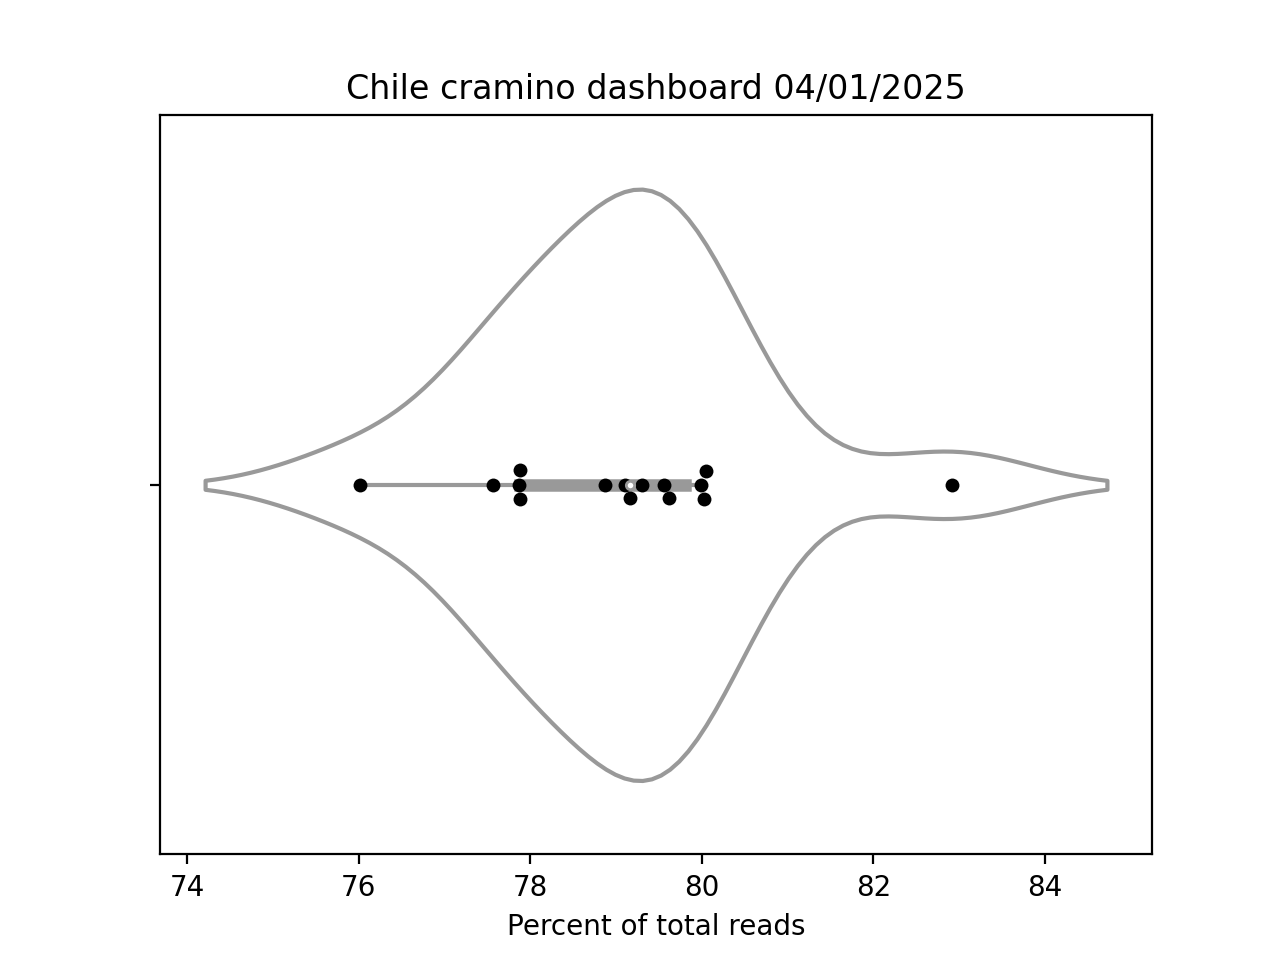 Chile cramino dashboard 04/01/2025
74 76 78 80 82 84
Percent of total reads